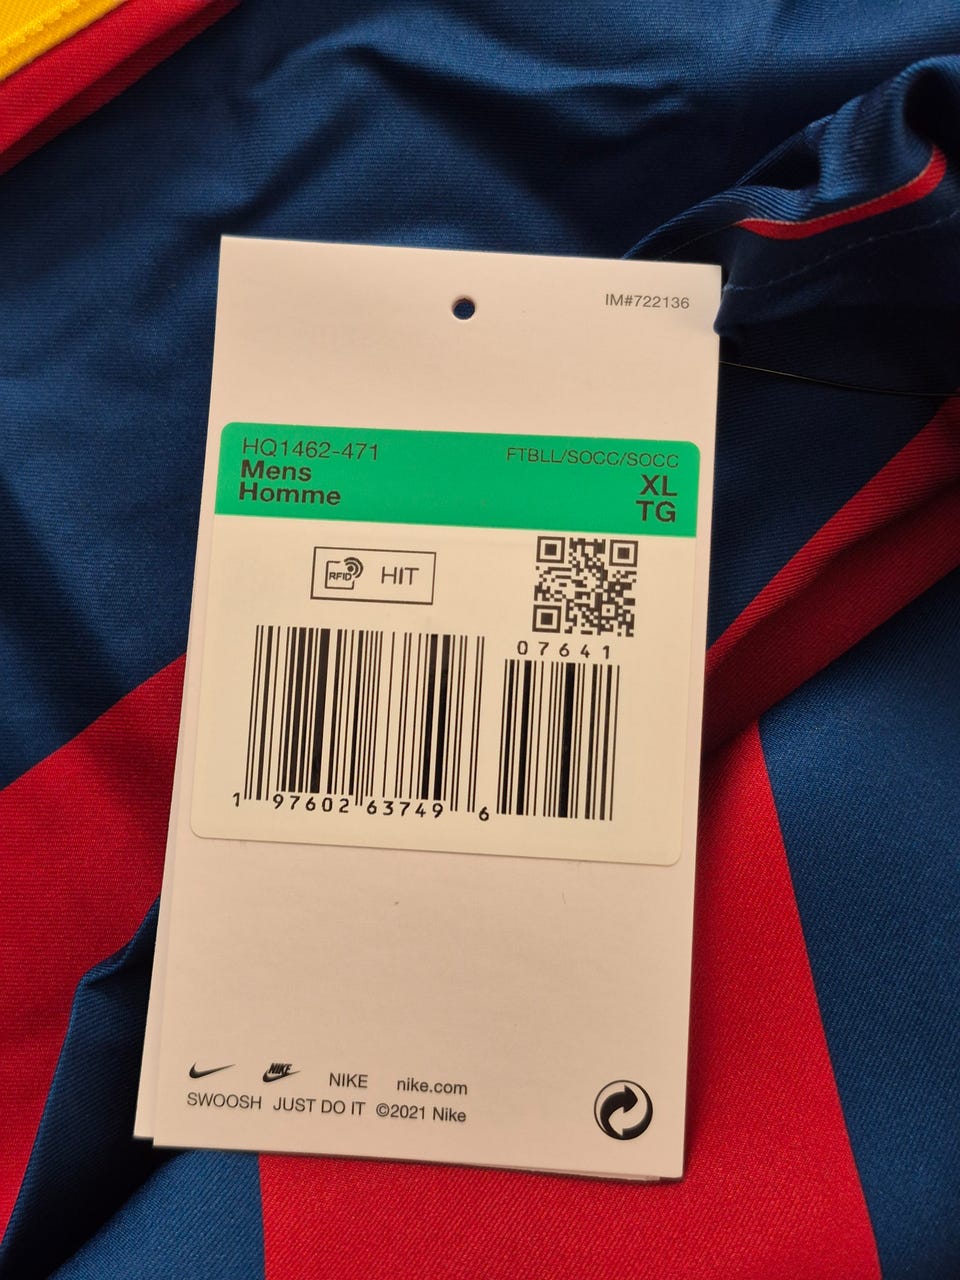 IM#722136
HQ1462-471 FTBLL/SOCC/SOCC
Mens XL
Homme TG
RFID HIT
07641
1 97602 63749 6
NIKE NIKE nike.com
SWOOSH JUST DO IT ©2021 Nike